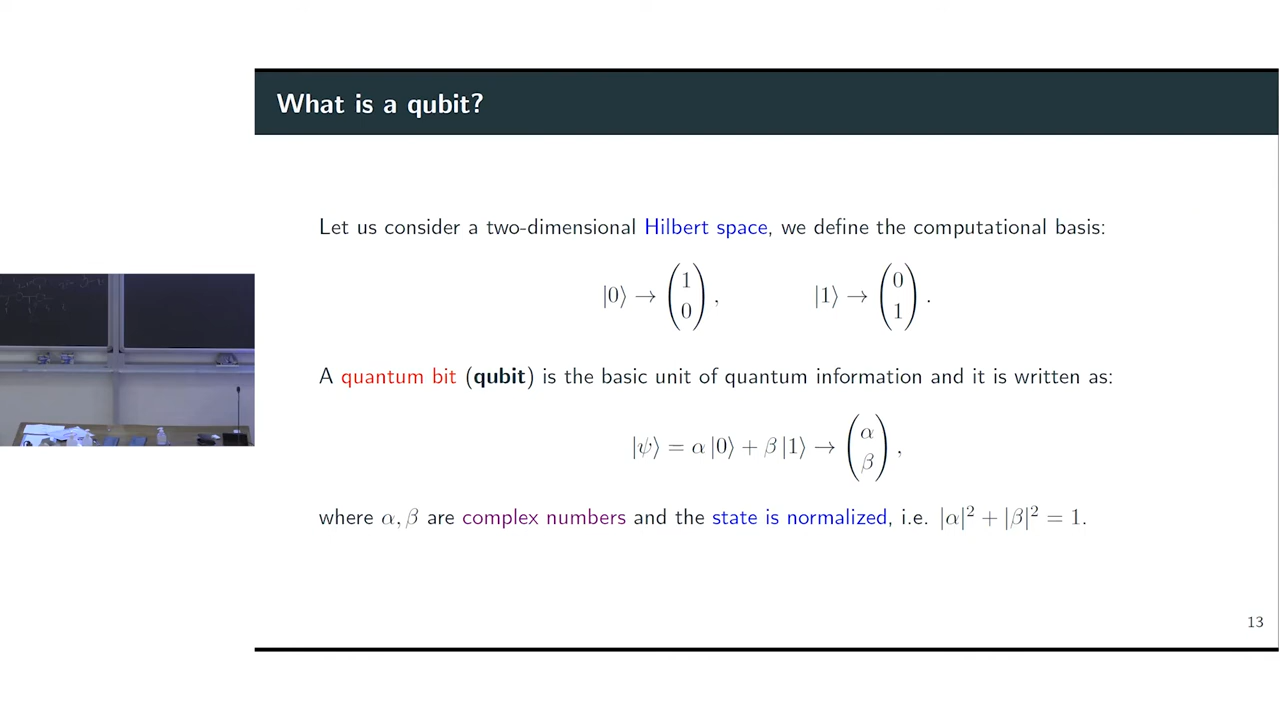 What is a qubit?
Let us consider a two-dimensional Hilbert space, we define the computational basis:
|0⟩ → (1 0), |1⟩ → (0 1).
A quantum bit (qubit) is the basic unit of quantum information and it is written as:
|ψ⟩ = α |0⟩ + β |1⟩ → (α β),
where α, β are complex numbers and the state is normalized, i.e. |α|² + |β|² = 1.
13